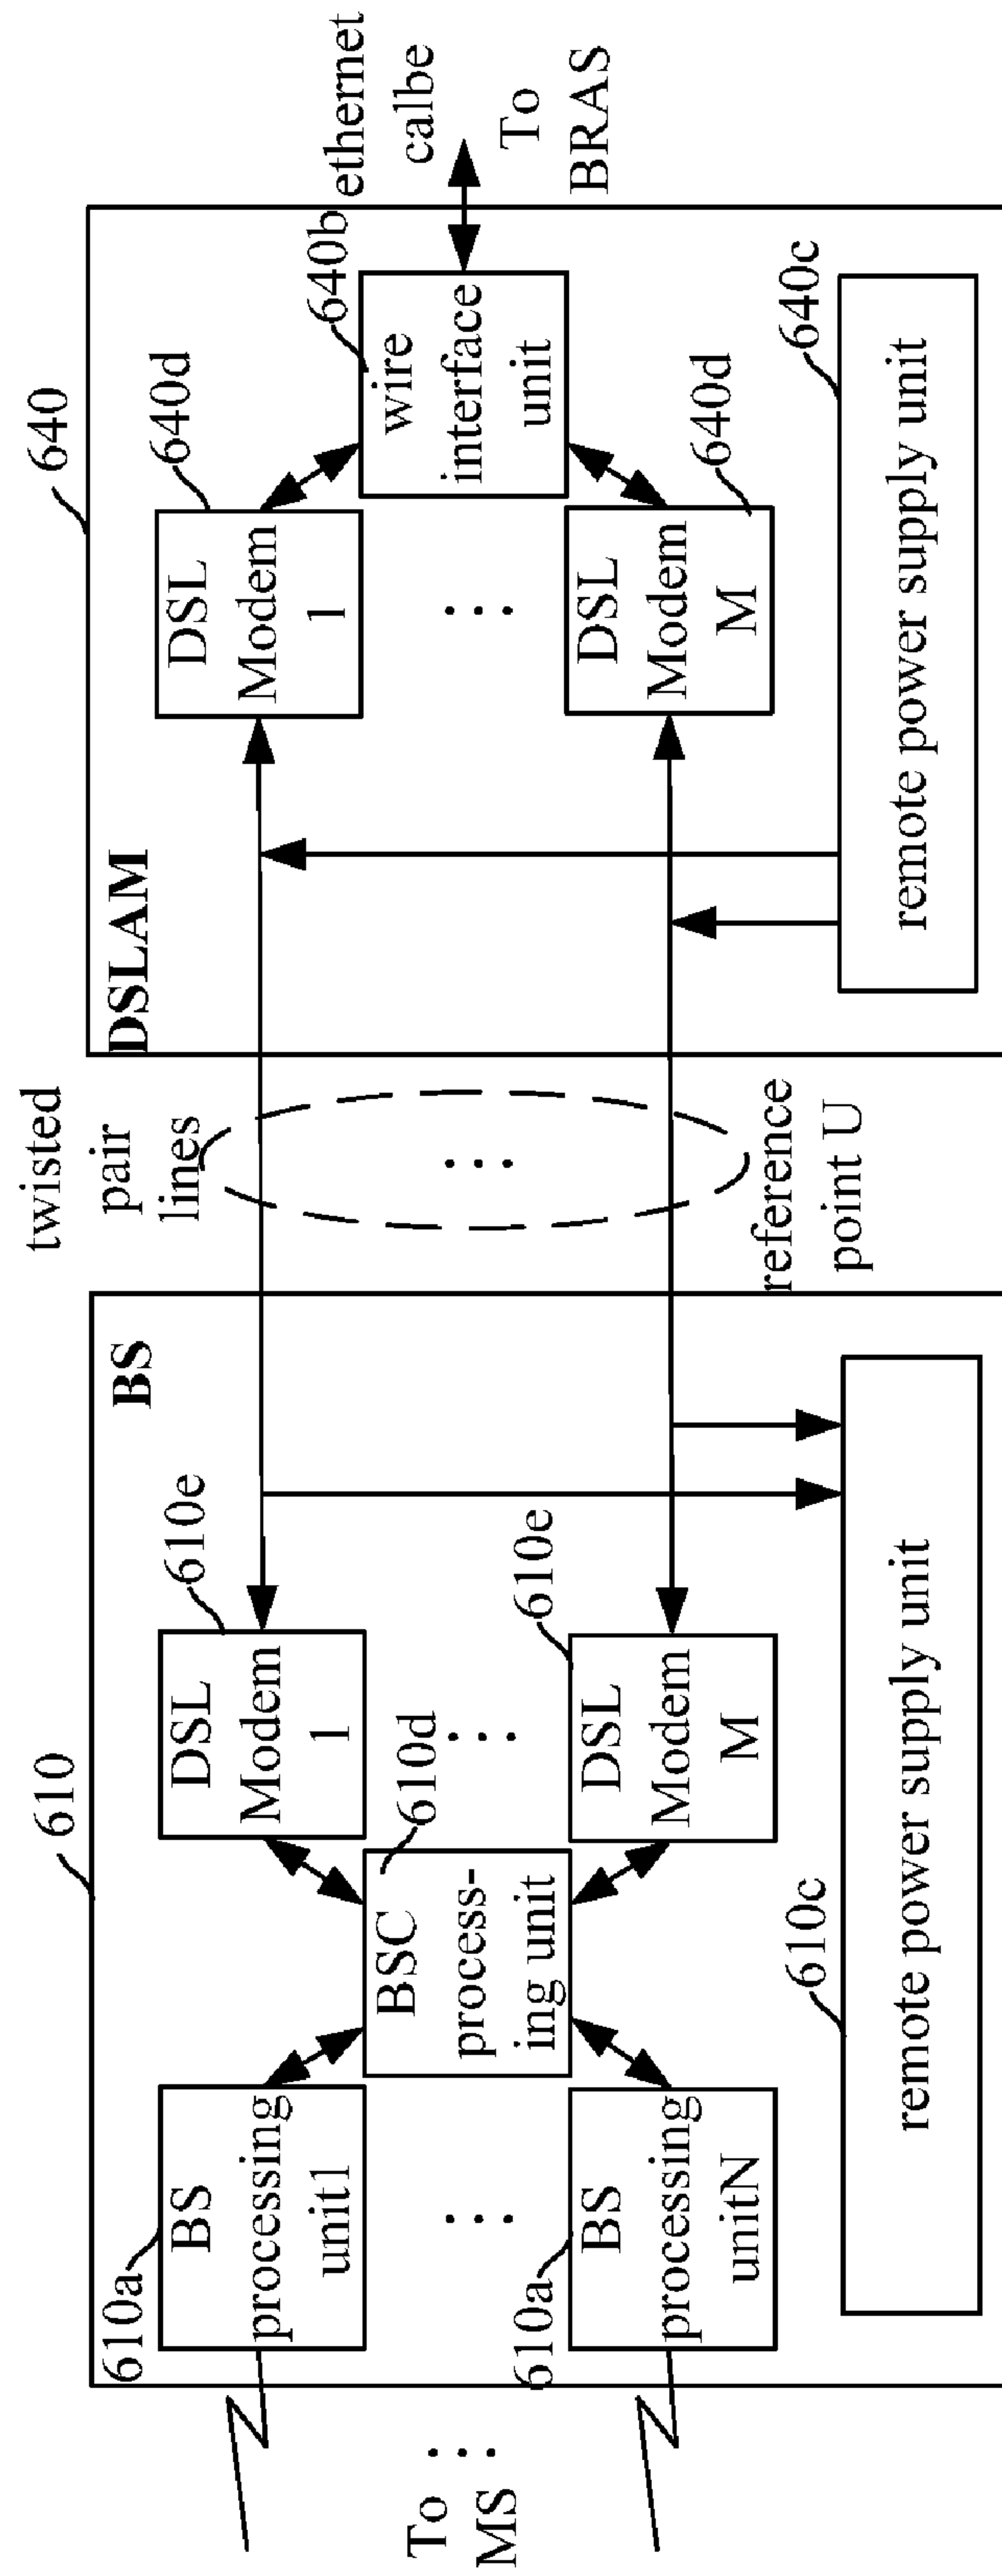 610
640
BS
DSLAM
610a
BS
processing
unit1
610a
BS
processing
unitN
To
MS
...
...
BSC
process-
ing unit
610d
610e
DSL
Modem
1
...
610e
DSL
Modem
M
610c
remote power supply unit
twisted
pair
lines
...
reference
point U
640d
DSL
Modem
1
...
640d
DSL
Modem
M
640b
wire
interface
unit
640c
remote power supply unit
ethernet
calbe
To
BRAS